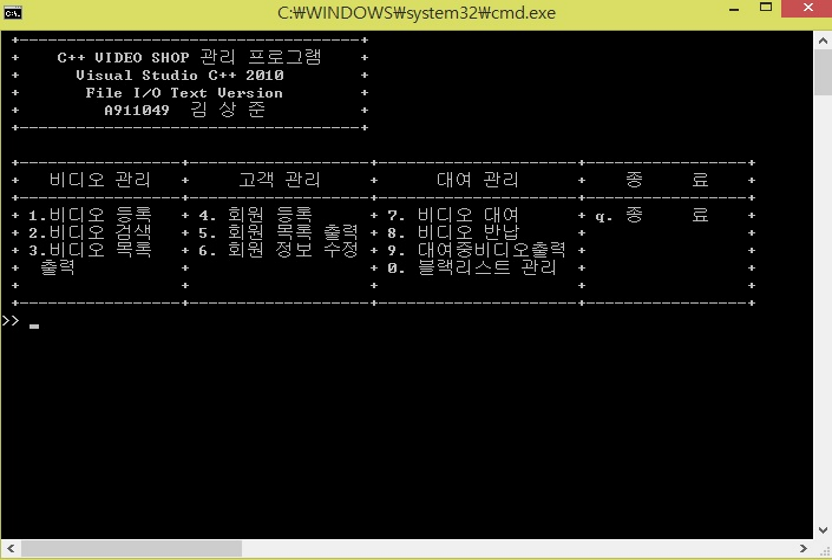 C:₩WINDOWS₩system32₩cmd.exe
C++ VIDEO SHOP 관리 프로그램
Visual Studio C++ 2010
File I/O Text Version
A911049 김 상 준
비디오 관리 고객 관리 대여 관리 종 료
1.비디오 등록 4. 회원 등록 7. 비디오 대여 q. 종 료
2.비디오 검색 5. 회원 목록 출력 8. 비디오 반납
3.비디오 목록 6. 회원 정보 수정 9. 대여중비디오출력
출력 0. 블랙리스트 관리
>> _